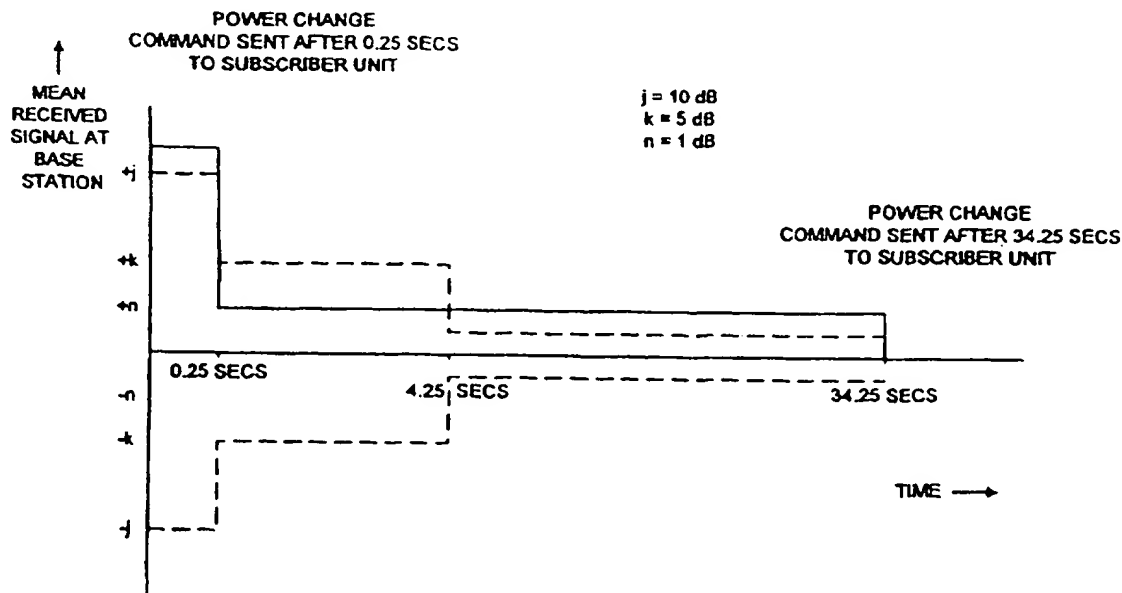 POWER CHANGE
COMMAND SENT AFTER 0.25 SECS
TO SUBSCRIBER UNIT
MEAN
RECEIVED
SIGNAL AT
BASE
STATION
j = 10 dB
k = 5 dB
n = 1 dB
+j
POWER CHANGE
COMMAND SENT AFTER 34.25 SECS
TO SUBSCRIBER UNIT
+k
+n
0.25 SECS
4.25 SECS
34.25 SECS
-n
-k
TIME
-j